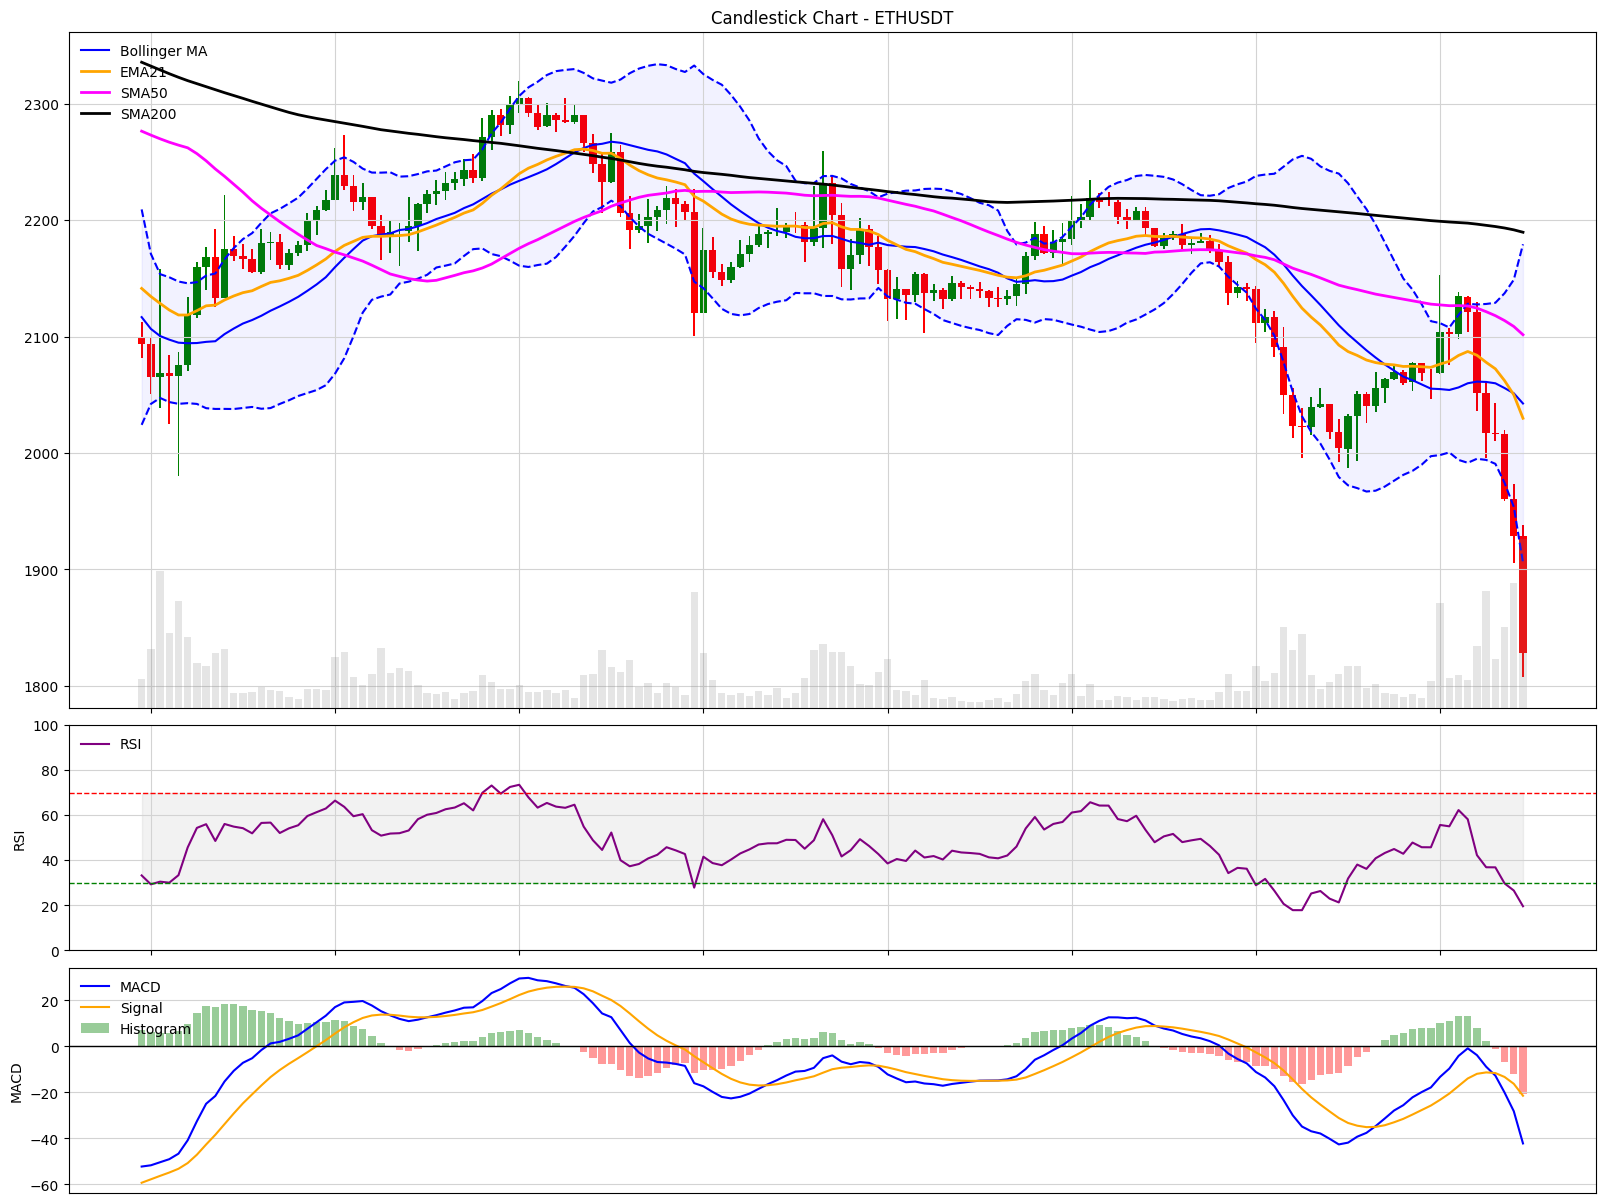 Candlestick Chart - ETHUSDT
Bollinger MA
EMA21
SMA50
SMA200
2300
2200
2100
2000
1900
1800
RSI
100
80
60
40
20
0
RSI
MACD
Signal
Histogram
20
0
−20
−40
−60
MACD